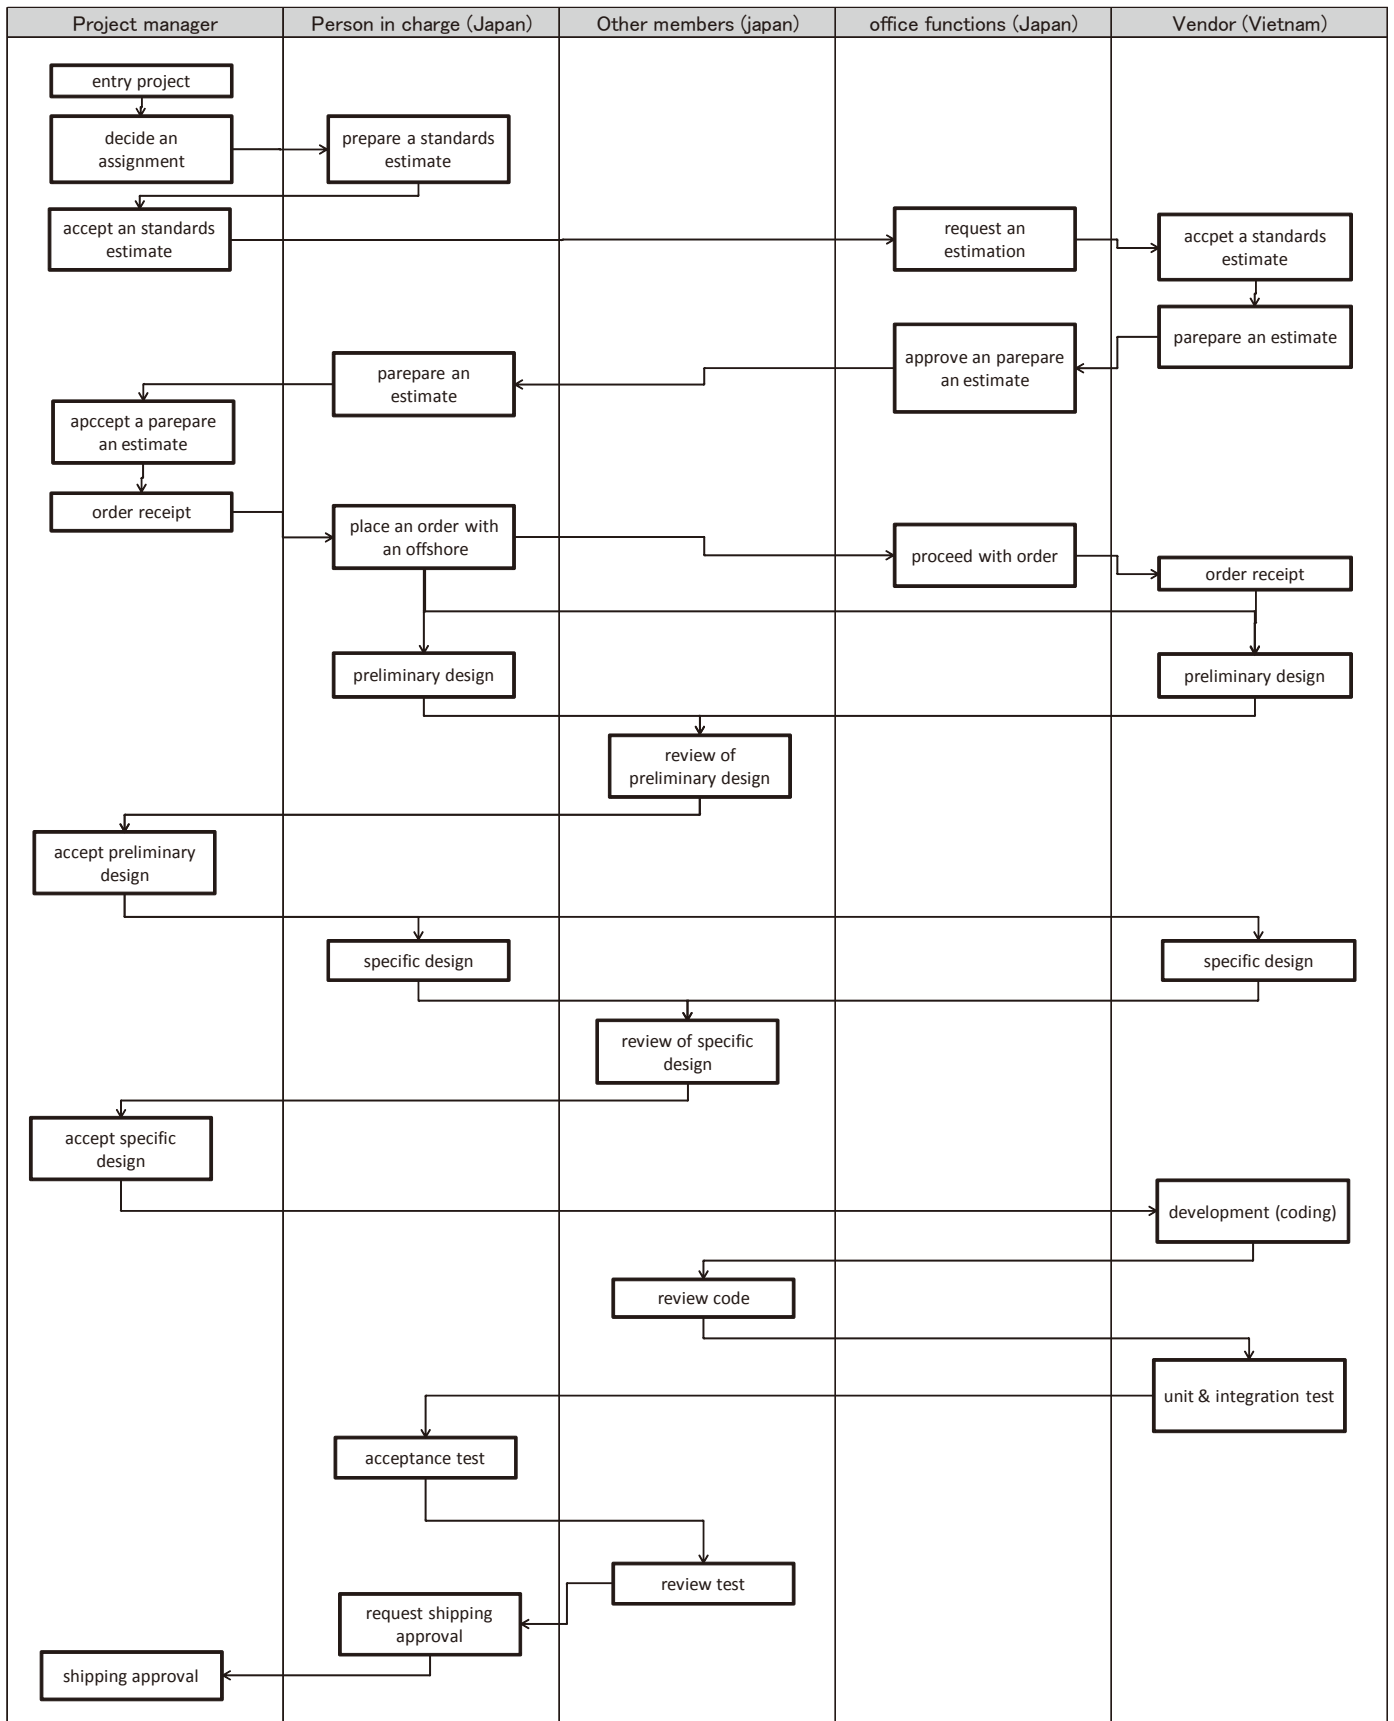 Project manager
Person in charge (Japan)
Other members (japan)
office functions (Japan)
Vendor (Vietnam)
entry project
decide an
assignment
prepare a standards
estimate
accept an standards
estimate
request an
estimation
accpet a standards
estimate
parepare an estimate
approve an parepare
an estimate
parepare an
estimate
apccept a parepare
an estimate
order receipt
place an order with
an offshore
proceed with order
order receipt
preliminary design
preliminary design
review of
preliminary design
accept preliminary
design
specific design
specific design
review of specific
design
accept specific
design
development (coding)
review code
unit & integration test
acceptance test
review test
request shipping
approval
shipping approval